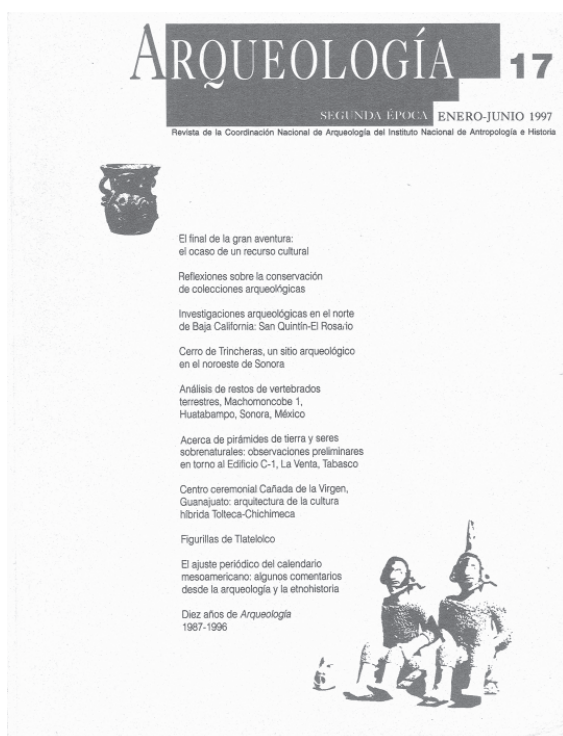 ARQUEOLOGÍA
17
SEGUNDA ÉPOCA
ENERO-JUNIO 1997
Revista de la Coordinación Nacional de Arqueología del Instituto Nacional de Antropología e Historia
El final de la gran aventura:
el ocaso de un recurso cultural
Reflexiones sobre la conservación
de colecciones arqueológicas
Investigaciones arqueológicas en el norte
de Baja California: San Quintín-El Rosario
Cerro de Trincheras, un sitio arqueológico
en el noroeste de Sonora
Análisis de restos de vertebrados
terrestres, Machomoncobe 1,
Huatabampo, Sonora, México
Acerca de pirámides de tierra y seres
sobrenaturales: observaciones preliminares
en torno al Edificio C-1, La Venta, Tabasco
Centro ceremonial Cañada de la Virgen,
Guanajuato: arquitectura de la cultura
híbrida Tolteca-Chichimeca
Figurillas de Tlatelolco
El ajuste periódico del calendario
mesoamericano: algunos comentarios
desde la arqueología y la etnohistoria
Diez años de Arqueología
1987-1996